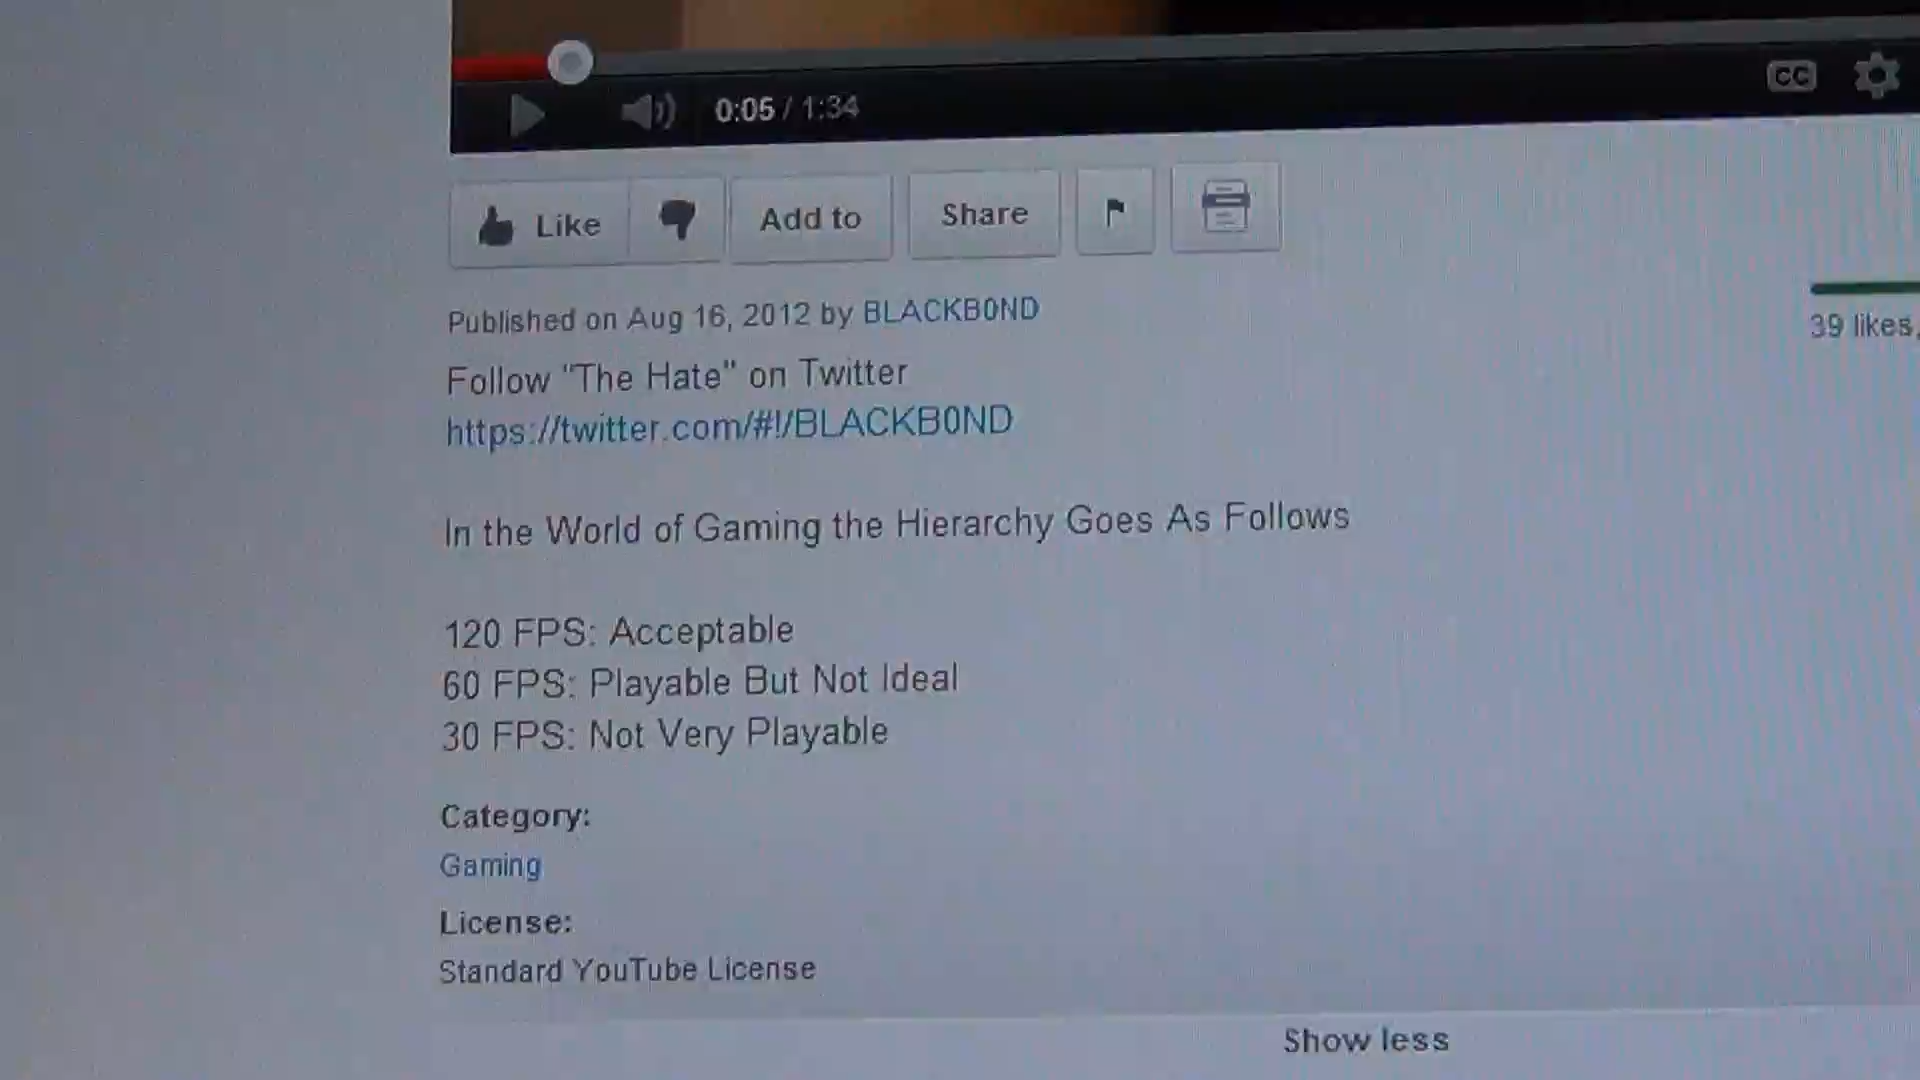 CC
0:05 / 1:34
Like Add to Share
Published on Aug 16, 2012 by BLACKB0ND
39 likes,
Follow "The Hate" on Twitter
https://twitter.com/#!/BLACKB0ND
In the World of Gaming the Hierarchy Goes As Follows
120 FPS: Acceptable
60 FPS: Playable But Not Ideal
30 FPS: Not Very Playable
Category:
Gaming
License:
Standard YouTube License
Show less